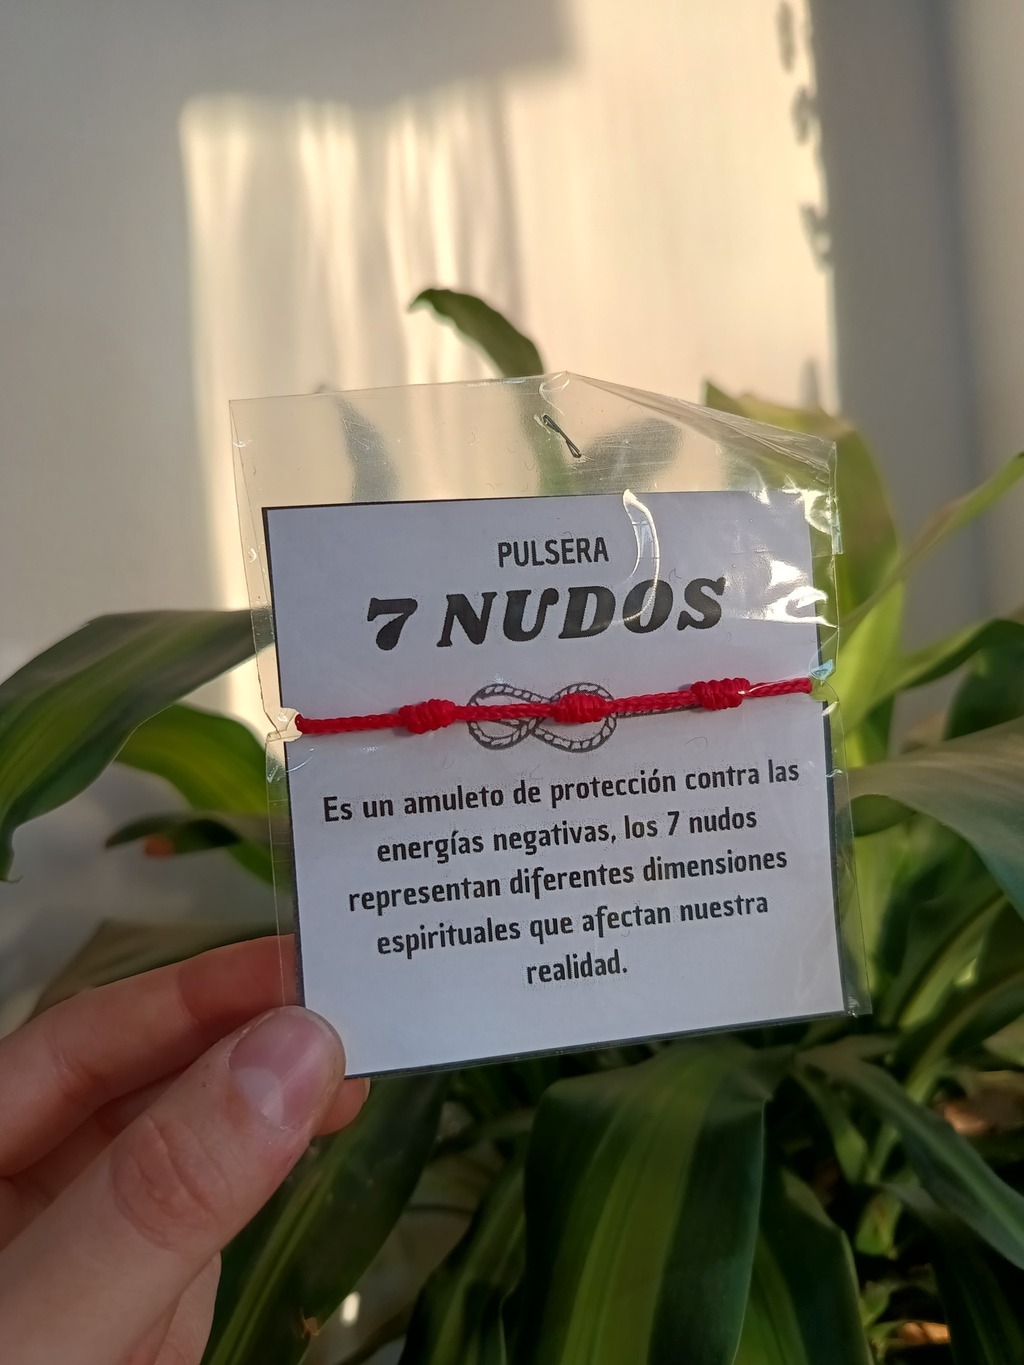 PULSERA
7 NUDOS
Es un amuleto de protección contra las
energías negativas, los 7 nudos
representan diferentes dimensiones
espirituales que afectan nuestra
realidad.